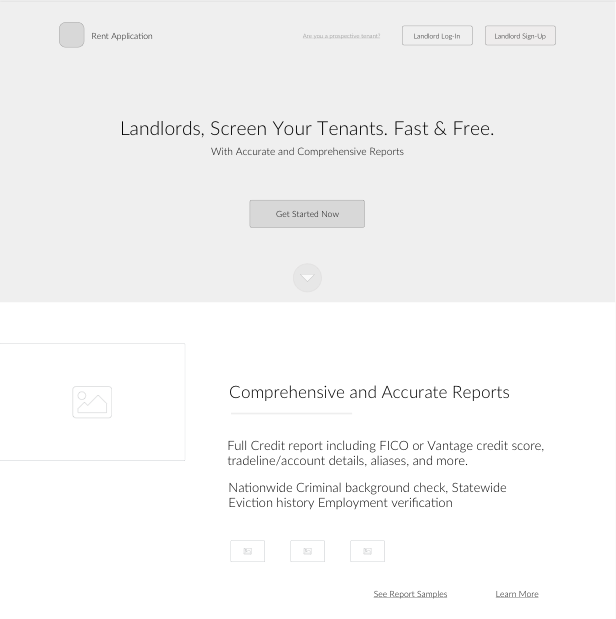 Rent Application
Are you a prospective tenant?
Landlord Log-In
Landlord Sign-Up
Landlords, Screen Your Tenants. Fast & Free.
With Accurate and Comprehensive Reports
Get Started Now
Comprehensive and Accurate Reports
Full Credit report including FICO or Vantage credit score,
tradeline/account details, aliases, and more.
Nationwide Criminal background check, Statewide
Eviction history Employment verification
See Report Samples
Learn More